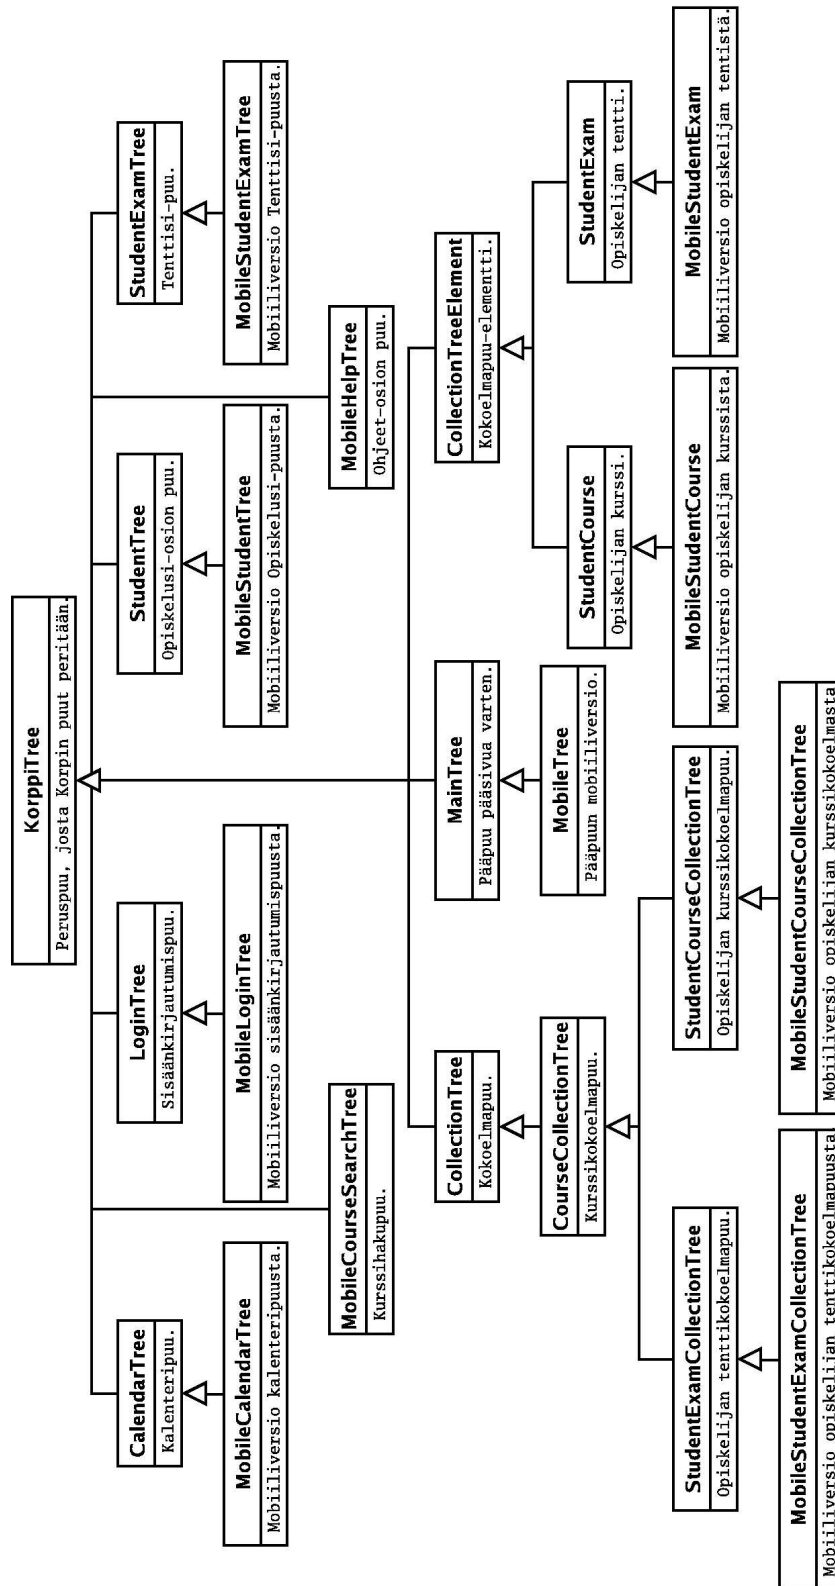 KorppiTree
Peruspuu, josta Korpin puut peritään.
CalendarTree
Kalenteripuu.
LoginTree
Sisäänkirjautumispuu.
StudentTree
Opiskelusi-osion puu.
StudentExamTree
Tenttisi-puu.
MobileCalendarTree
Mobiiliversio kalenteripuusta.
MobileLoginTree
Mobiiliversio sisäänkirjautumispuusta.
MobileStudentTree
Mobiiliversio Opiskelusi-puusta.
MobileStudentExamTree
Mobiiliversio Tenttisi-puusta.
MobileCourseSearchTree
Kurssihakupuu.
MobileHelpTree
Ohjeet-osion puu.
CollectionTree
Kokoelmapuu.
MainTree
Pääpuu pääsivua varten.
CollectionTreeElement
Kokoelmapuu-elementti.
CourseCollectionTree
Kurssikokoelmapuu.
MobileTree
Pääpuun mobiiliversio.
StudentCourse
Opiskelijan kurssi.
StudentExam
Opiskelijan tentti.
StudentExamCollectionTree
Opiskelijan tenttikokoelmapuu.
StudentCourseCollectionTree
Opiskelijan kurssikokoelmapuu.
MobileStudentCourse
Mobiiliversio opiskelijan kurssista.
MobileStudentExam
Mobiiliversio opiskelijan tentistä.
MobileStudentExamCollectionTree
Mobiiliversio opiskelijan tenttikokoelmapuusta.
MobileStudentCourseCollectionTree
Mobiiliversio opiskelijan kurssikokoelmasta.